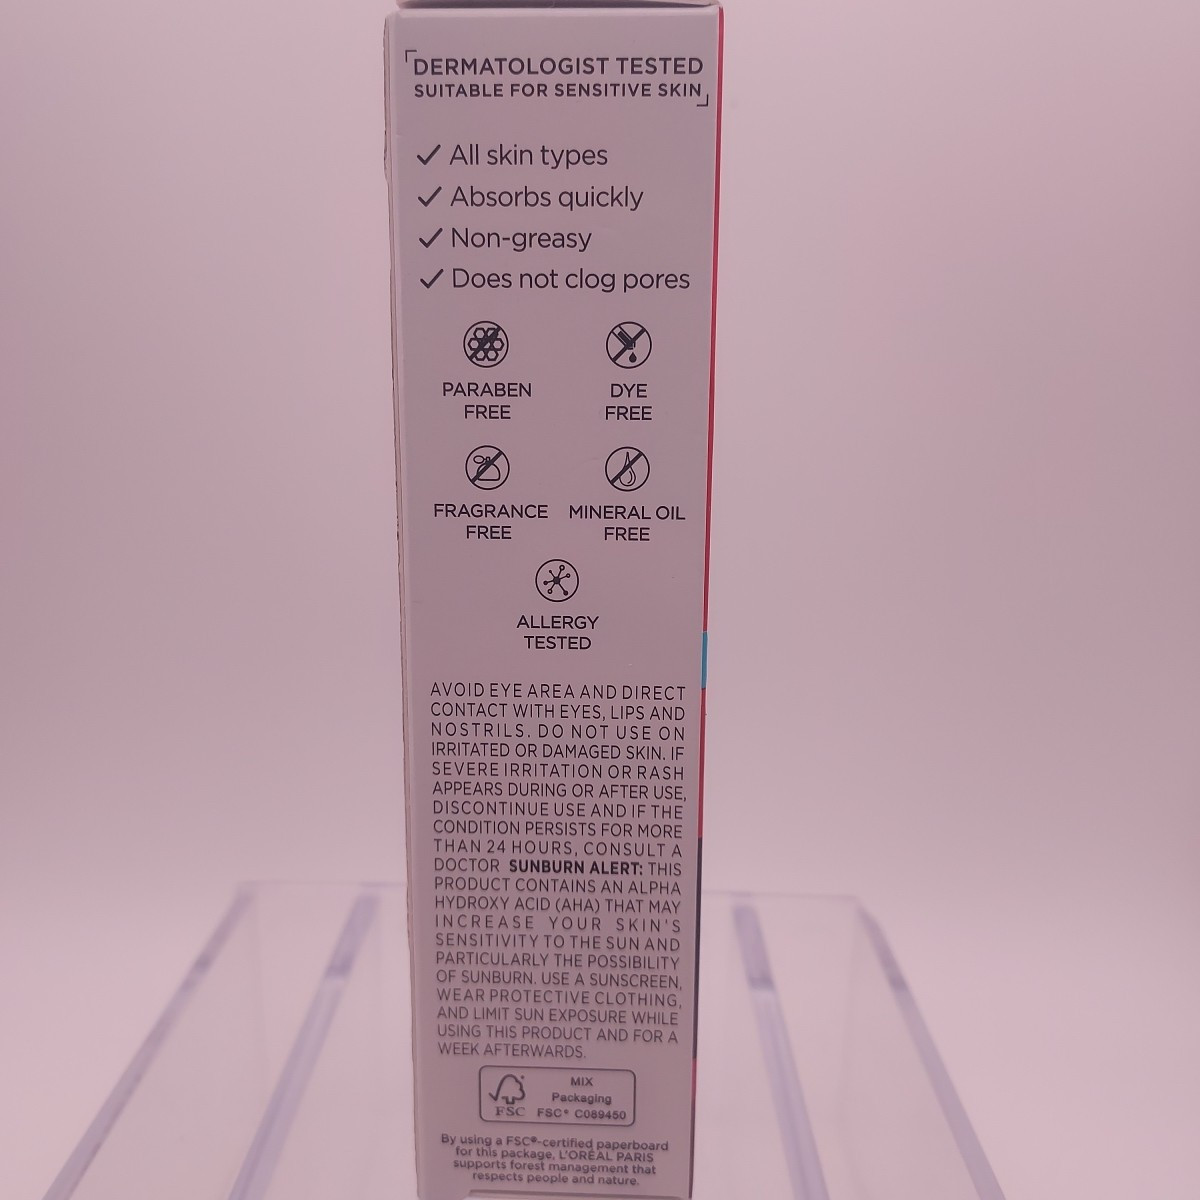 DERMATOLOGIST TESTED
SUITABLE FOR SENSITIVE SKIN
✓ All skin types
✓ Absorbs quickly
✓ Non-greasy
✓ Does not clog pores
PARABEN
FREE
DYE
FREE
FRAGRANCE
FREE
MINERAL OIL
FREE
ALLERGY
TESTED
AVOID EYE AREA AND DIRECT
CONTACT WITH EYES, LIPS AND
NOSTRILS. DO NOT USE ON
IRRITATED OR DAMAGED SKIN. IF
SEVERE IRRITATION OR RASH
APPEARS DURING OR AFTER USE,
DISCONTINUE USE AND IF THE
CONDITION PERSISTS FOR MORE
THAN 24 HOURS, CONSULT A
DOCTOR SUNBURN ALERT: THIS
PRODUCT CONTAINS AN ALPHA
HYDROXY ACID (AHA) THAT MAY
INCREASE YOUR SKIN'S
SENSITIVITY TO THE SUN AND
PARTICULARLY THE POSSIBILITY
OF SUNBURN. USE A SUNSCREEN,
WEAR PROTECTIVE CLOTHING,
AND LIMIT SUN EXPOSURE WHILE
USING THIS PRODUCT AND FOR A
WEEK AFTERWARDS.
FSC
MIX
Packaging
FSC® C089450
By using a FSC®-certified paperboard
for this package, L'ORÉAL PARIS
supports forest management that
respects people and nature.